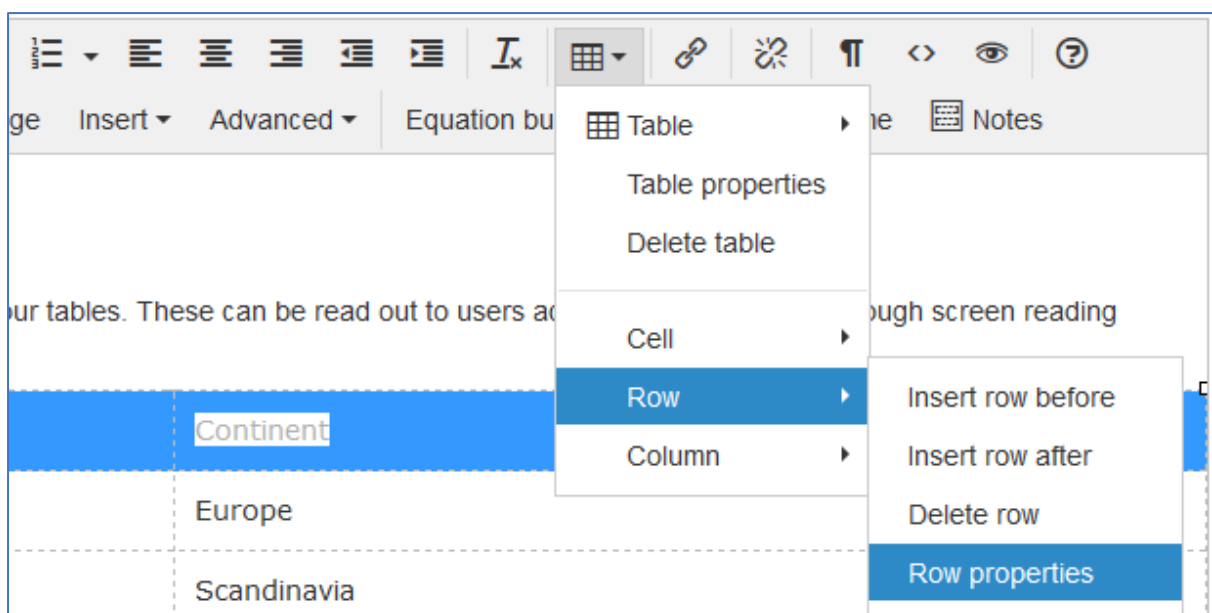 ge Insert Advanced Equation bu ne Notes
Table
Table properties
Delete table
ur tables. These can be read out to users ac ough screen reading
Cell
Row
Insert row before
Continent
Column
Insert row after
Europe
Delete row
Row properties
Scandinavia